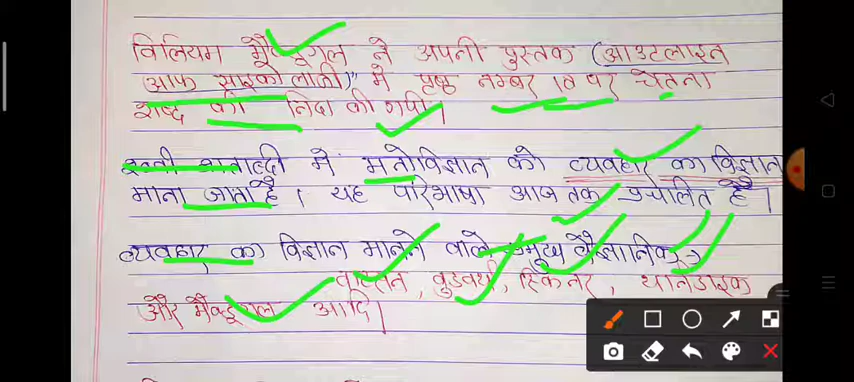 विलियम मैक्डूगल ने अपनी पुस्तक (आउटलाइन
आफ साइकोलाजी)" में पृष्ठ नम्बर 16 पर चेतना
शब्द की निंदा की गयी।
शताब्दी में मनोविज्ञान को व्यवहार का विज्ञान
माना जाता है। यह परिभाषा आज तक प्रचलित है।
व्यवहार का विज्ञान मानने वाले प्रमुख वैज्ञानिक
वाटसन, वुडवर्थ, स्किनर, थार्नडाइक
और मैक्डूगल आदि।